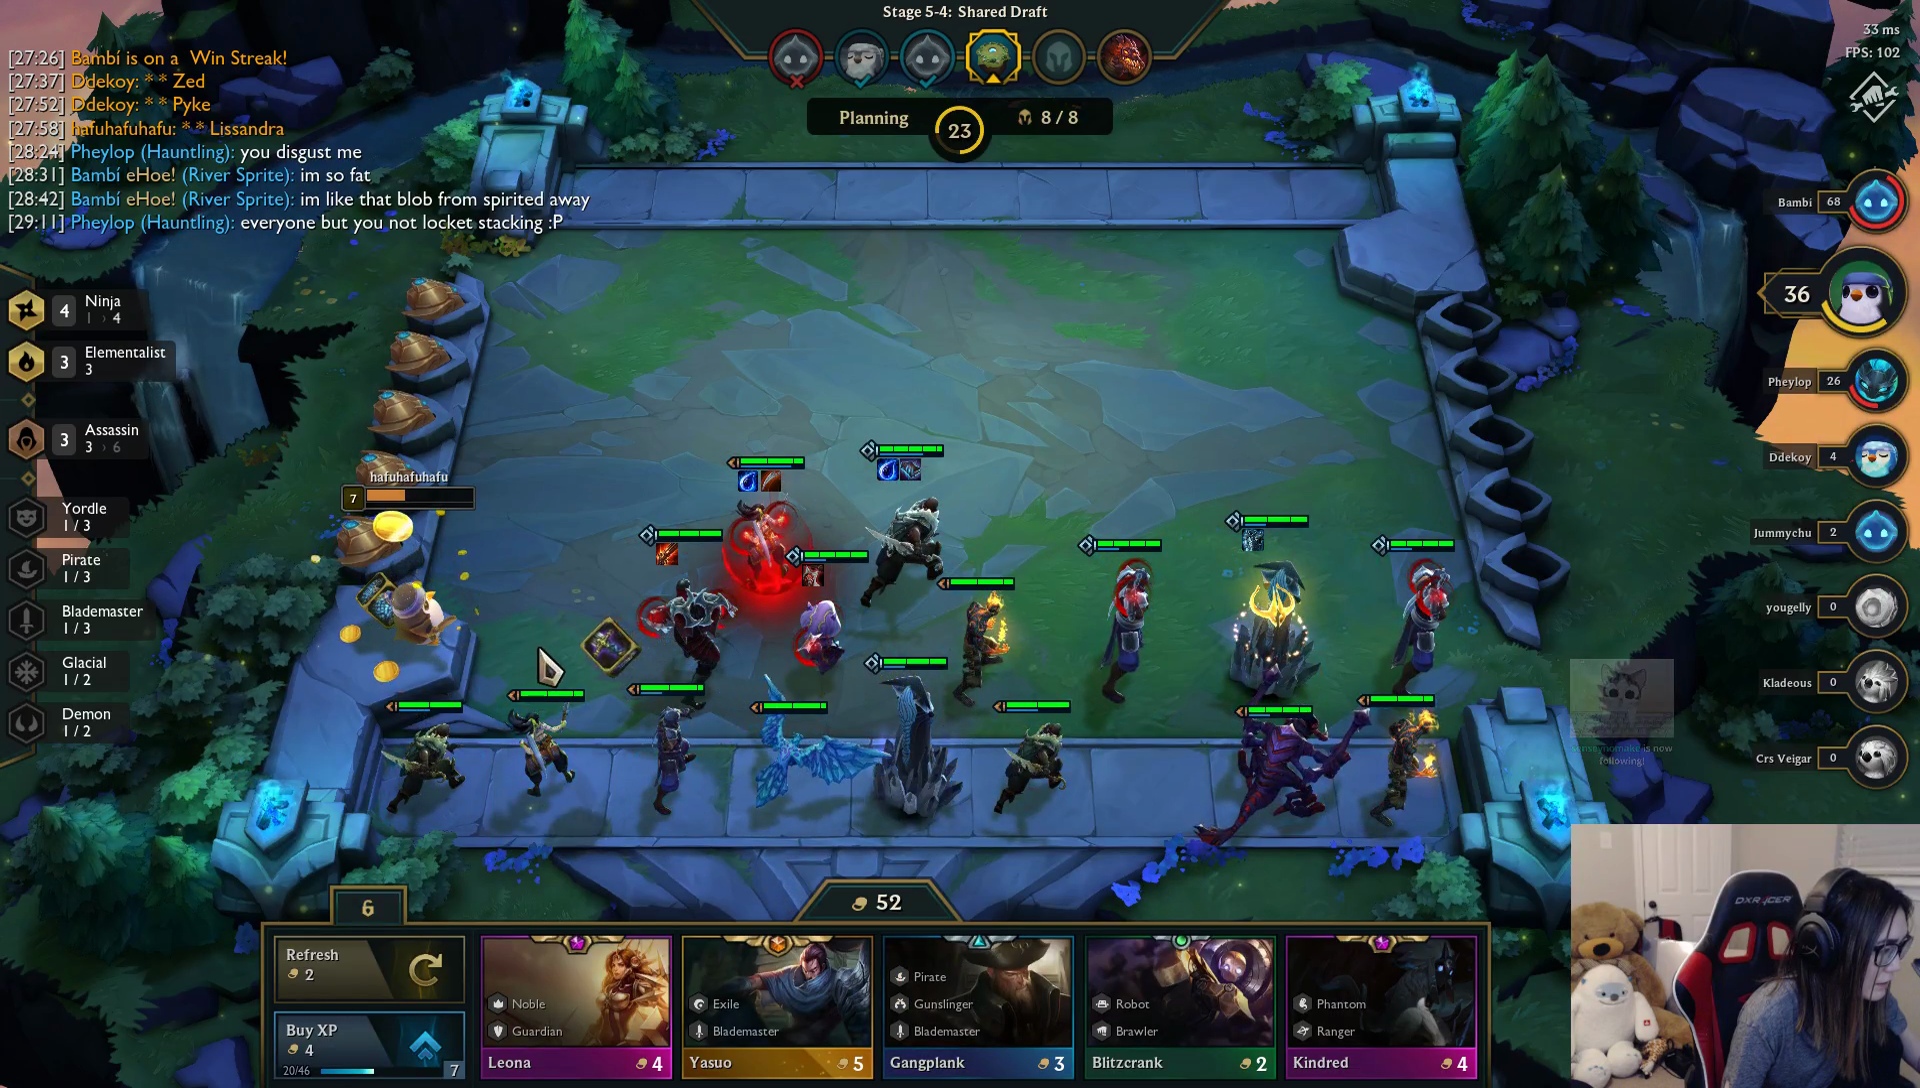 Stage 5-4: Shared Draft
33 ms
FPS: 102
[27:26] Bambí is on a Win Streak!
[27:37] Ddekoy: * * Zed
[27:52] Ddekoy: * * Pyke
[27:58] hafuhafuhafu: * * Lissandra
[28:24] Pheylop (Hauntling): you disgust me
[28:31] Bambí eHoe! (River Sprite): im so fat
[28:42] Bambí eHoe! (River Sprite): im like that blob from spirited away
[29:11] Pheylop (Hauntling): everyone but you not locket stacking :P
Planning
23
8 / 8
Bambí 68
36
Pheylop 26
Ddekoy 4
Jummychu 2
yougelly 0
Kladeous 0
Crs Veigar 0
4 Ninja
1 › 4
3 Elementalist
3
3 Assassin
3 › 6
Yordle
1 / 3
Pirate
1 / 3
Blademaster
1 / 3
Glacial
1 / 2
Demon
1 / 2
hafuhafuhafu
7
is now
following!
DXRACER
6
52
Refresh
2
Buy XP
4
20/46
7
Noble
Guardian
Leona 4
Exile
Blademaster
Yasuo 5
Pirate
Gunslinger
Blademaster
Gangplank 3
Robot
Brawler
Blitzcrank 2
Phantom
Ranger
Kindred 4